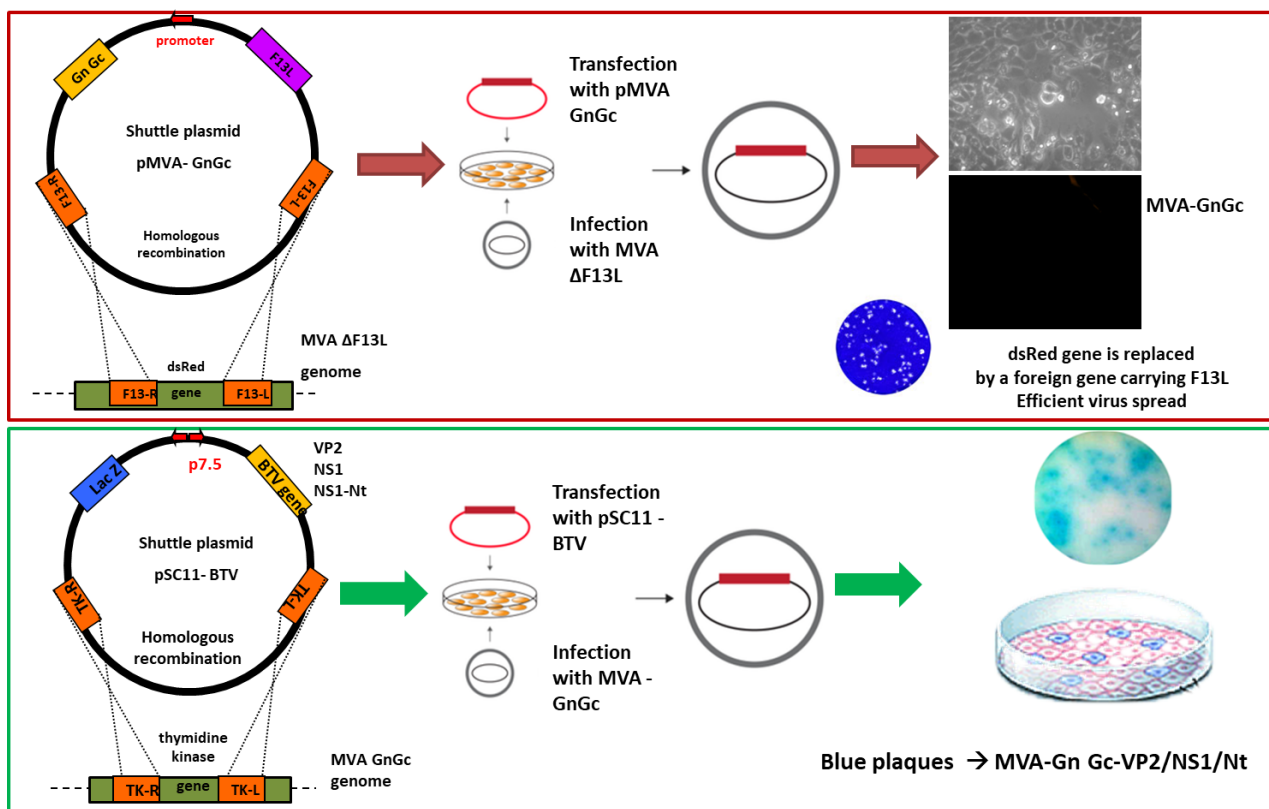 promoter
Gn Gc
F13L
Shuttle plasmid
pMVA- GnGc
F13-R
F13-L
Homologous
recombination
MVA ΔF13L
genome
dsRed
F13-R
gene
F13-L
Transfection
with pMVA
GnGc
Infection
with MVA
ΔF13L
MVA-GnGc
dsRed gene is replaced
by a foreign gene carrying F13L
Efficient virus spread
p7.5
Lac Z
BTV gene
VP2
NS1
NS1-Nt
Shuttle plasmid
pSC11- BTV
TK-R
TK-L
Homologous
recombination
thymidine
kinase
MVA GnGc
genome
TK-R
gene
TK-L
Transfection
with pSC11 -
BTV
Infection
with MVA -
GnGc
Blue plaques → MVA-Gn Gc-VP2/NS1/Nt